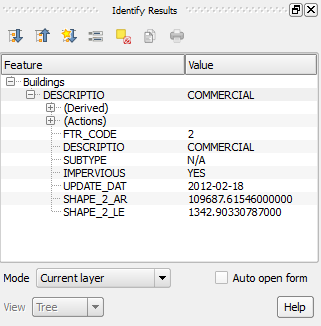 Identify Results
Feature Value
Buildings
DESCRIPTIO COMMERCIAL
(Derived)
(Actions)
FTR_CODE 2
DESCRIPTIO COMMERCIAL
SUBTYPE N/A
IMPERVIOUS YES
UPDATE_DAT 2012-02-18
SHAPE_2_AR 109687.61546000000
SHAPE_2_LE 1342.90330787000
Mode Current layer Auto open form
View Tree Help